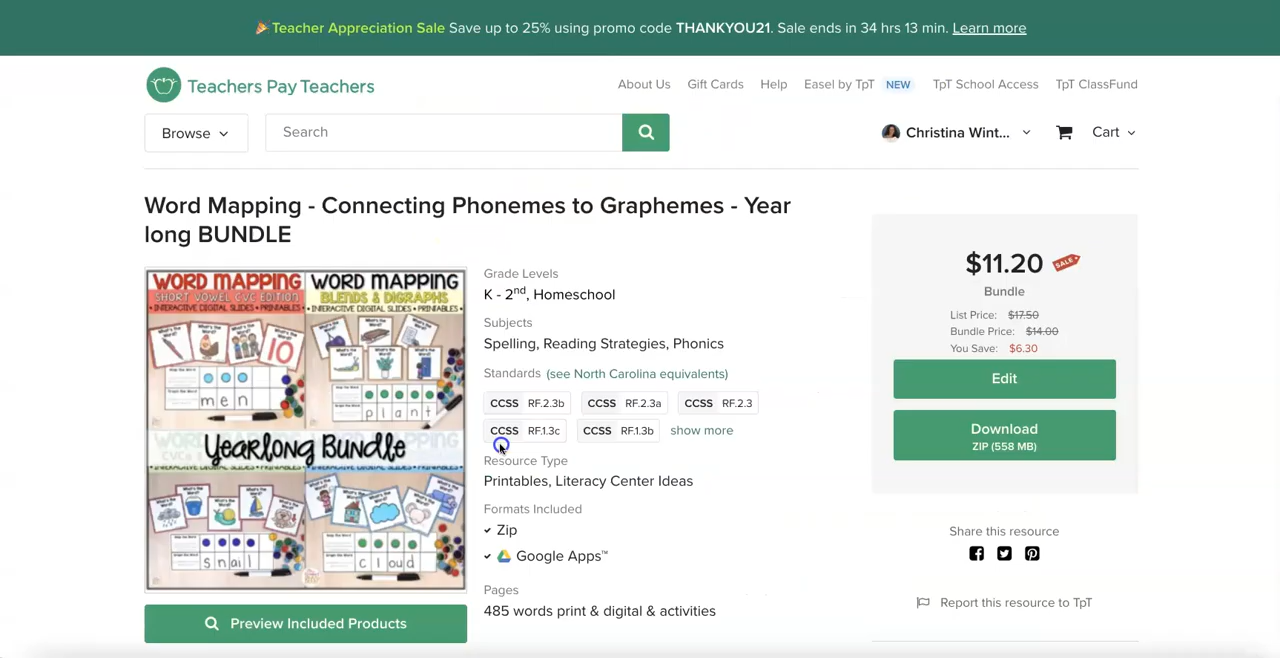 Teacher Appreciation Sale Save up to 25% using promo code THANKYOU21. Sale ends in 34 hrs 13 min. Learn more
Teachers Pay Teachers
About Us Gift Cards Help Easel by TpT NEW TpT School Access TpT ClassFund
Browse
Search
Christina Wint...
Cart
Word Mapping - Connecting Phonemes to Graphemes - Year
long BUNDLE
WORD MAPPING
SHORT VOWEL CVC EDITION
INTERACTIVE DIGITAL SLIDES • PRINTABLES
men
WORD MAPPING
BLENDS & DIGRAPHS
INTERACTIVE DIGITAL SLIDES • PRINTABLES
plant
Yearlong Bundle
snail
cloud
Preview Included Products
Grade Levels
K - 2nd, Homeschool
Subjects
Spelling, Reading Strategies, Phonics
Standards (see North Carolina equivalents)
CCSS RF.2.3b CCSS RF.2.3a CCSS RF.2.3
CCSS RF.1.3c CCSS RF.1.3b show more
Resource Type
Printables, Literacy Center Ideas
Formats Included
Zip
Google Apps™
Pages
485 words print & digital & activities
$11.20 SALE
Bundle
List Price: $17.50
Bundle Price: $14.00
You Save: $6.30
Edit
Download
ZIP (558 MB)
Share this resource
Report this resource to TpT